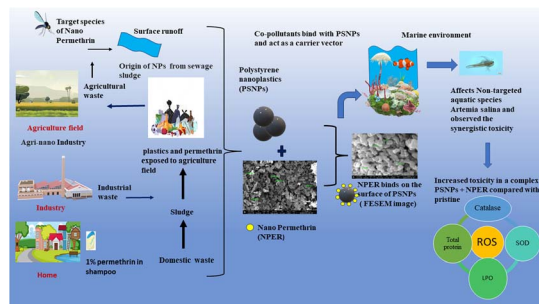 Target species of
Nano
Permethrin
Surface runoff
Origin of NPs from sewage
sludge
Agricultural
waste
Agriculture field
Agri-nano Industry
plastics and permethrin
exposed to agriculture
field
Industrial
waste
Industry
Sludge
1% permethrin in
shampoo
Home
Domestic waste
Co-pollutants bind with PSNPs
and act as a carrier vector
Polystyrene
nanoplastics
(PSNPs)
+
Nano Permethrin
(NPER)
NPER binds on the
surface of PSNPs
( FESEM image)
Marine environment
Affects Non-targeted
aquatic species
Artemia salina and
observed the
synergistic toxicity
Increased toxicity in a complex
PSNPs + NPER compared with
pristine
Catalase
Total
protein
ROS
SOD
LPO